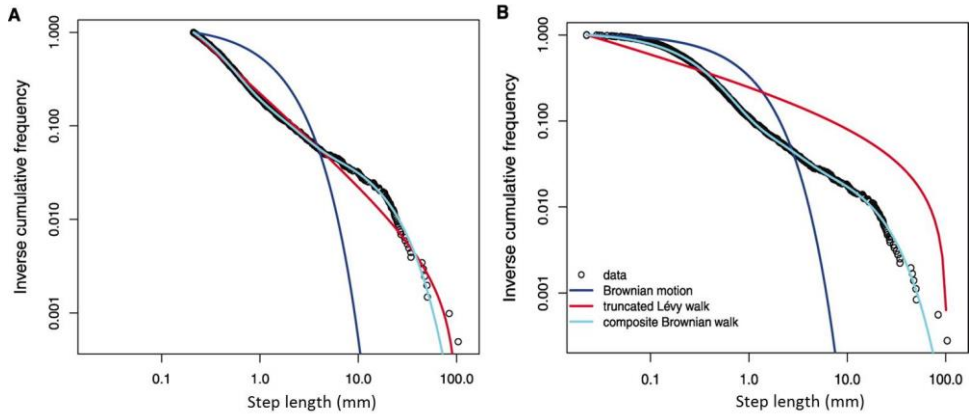 A
Inverse cumulative frequency
1.000
0.100
0.010
0.001
0.1 1.0 10.0 100.0
Step length (mm)
B
Inverse cumulative frequency
1.000
0.100
0.010
0.001
data
Brownian motion
truncated Lévy walk
composite Brownian walk
0.1 1.0 10.0 100.0
Step length (mm)